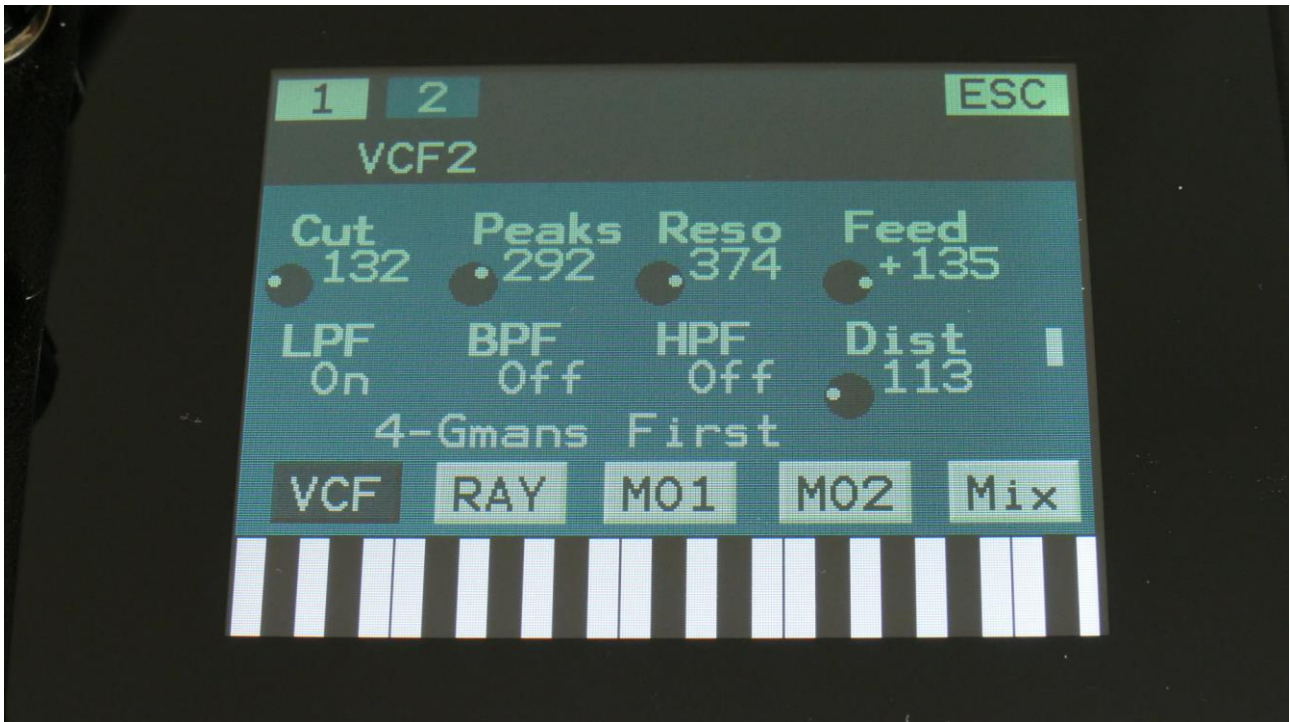 1 2 ESC
VCF2
Cut Peaks Reso Feed
132 292 374 +135
LPF BPF HPF Dist
On Off Off 113
4-Gmans First
VCF RAY MO1 MO2 Mix